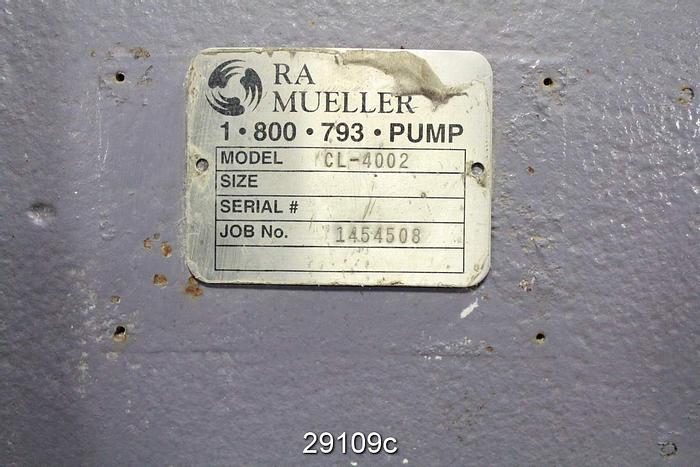 RA
MUELLER
1•800•793•PUMP
MODEL CL-4002
SIZE
SERIAL #
JOB No. 1454508
29109c